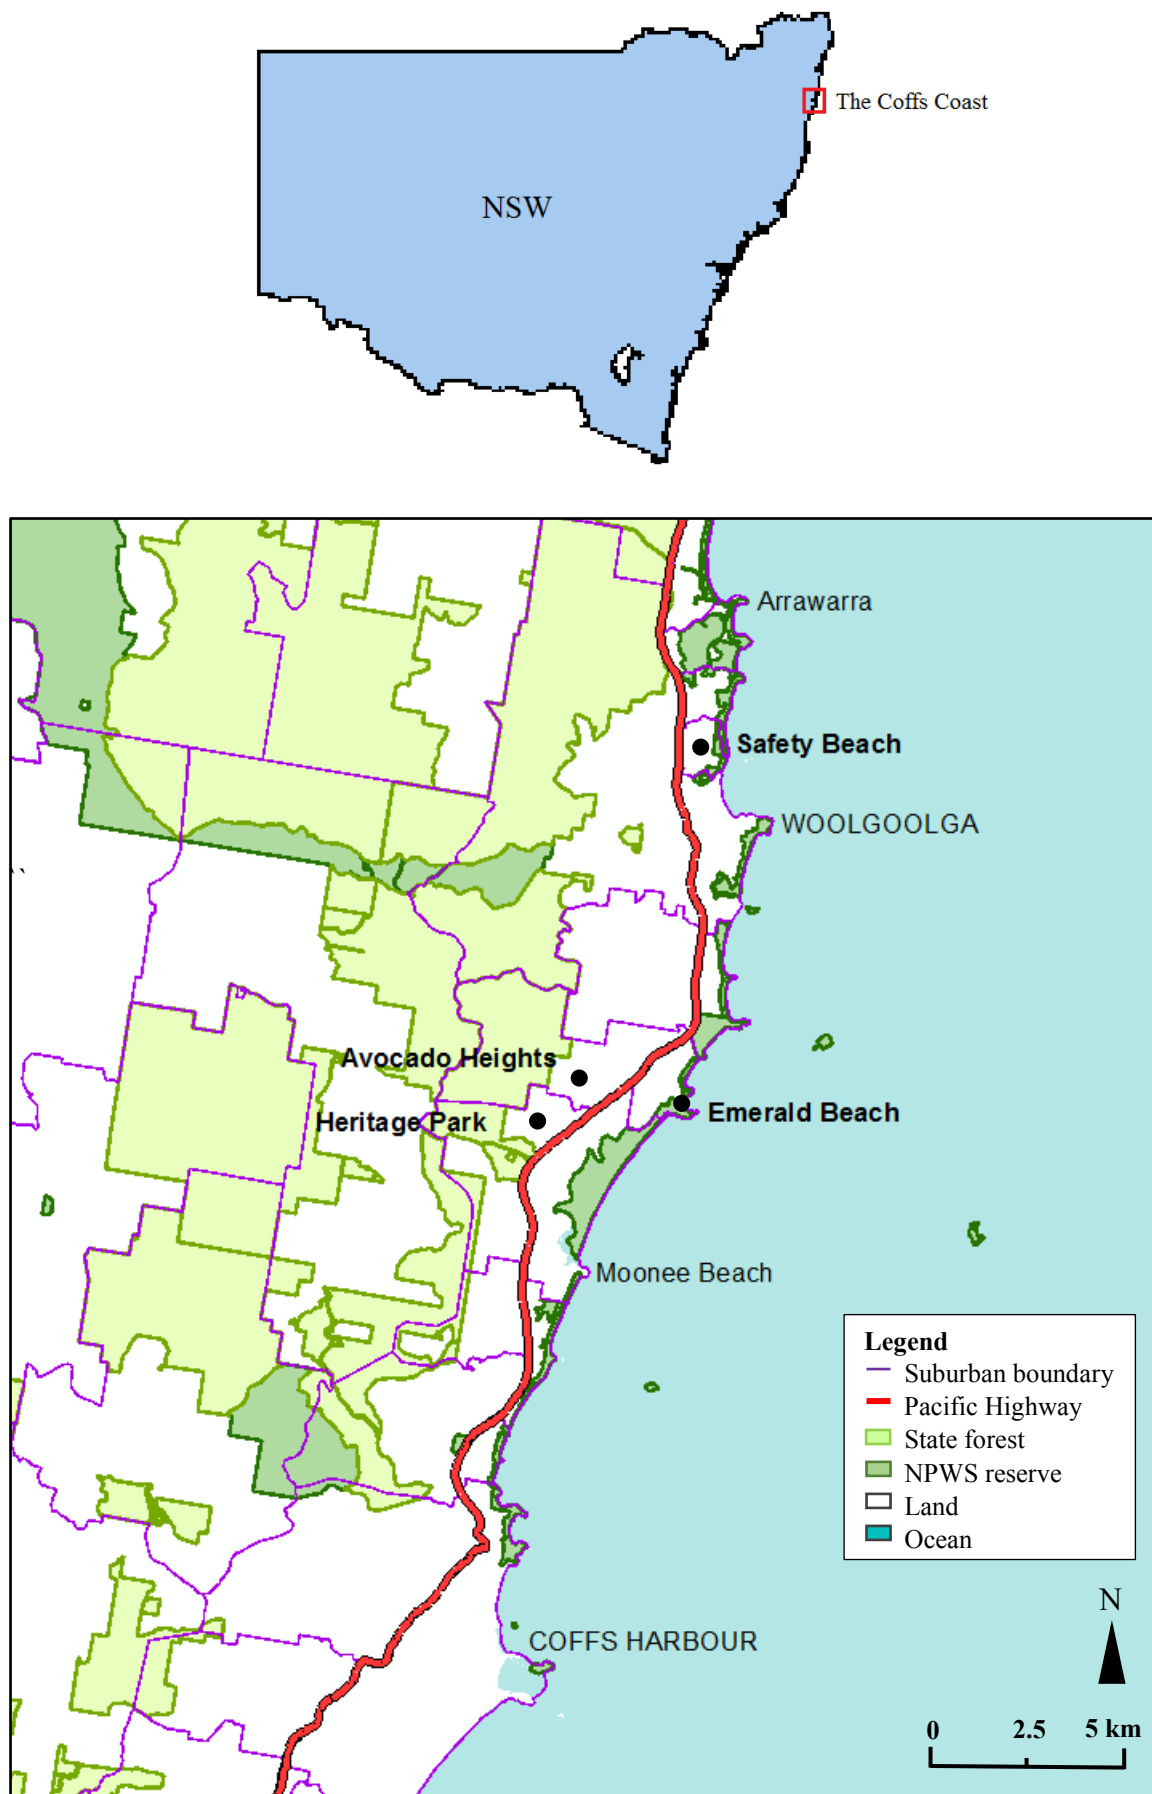 The Coffs Coast
NSW
Arrawarra
Safety Beach
WOOLGOOLGA
Avocado Heights
Emerald Beach
Heritage Park
Moonee Beach
Legend
Suburban boundary
Pacific Highway
State forest
NPWS reserve
Land
Ocean
N
COFFS HARBOUR
0 2.5 5 km